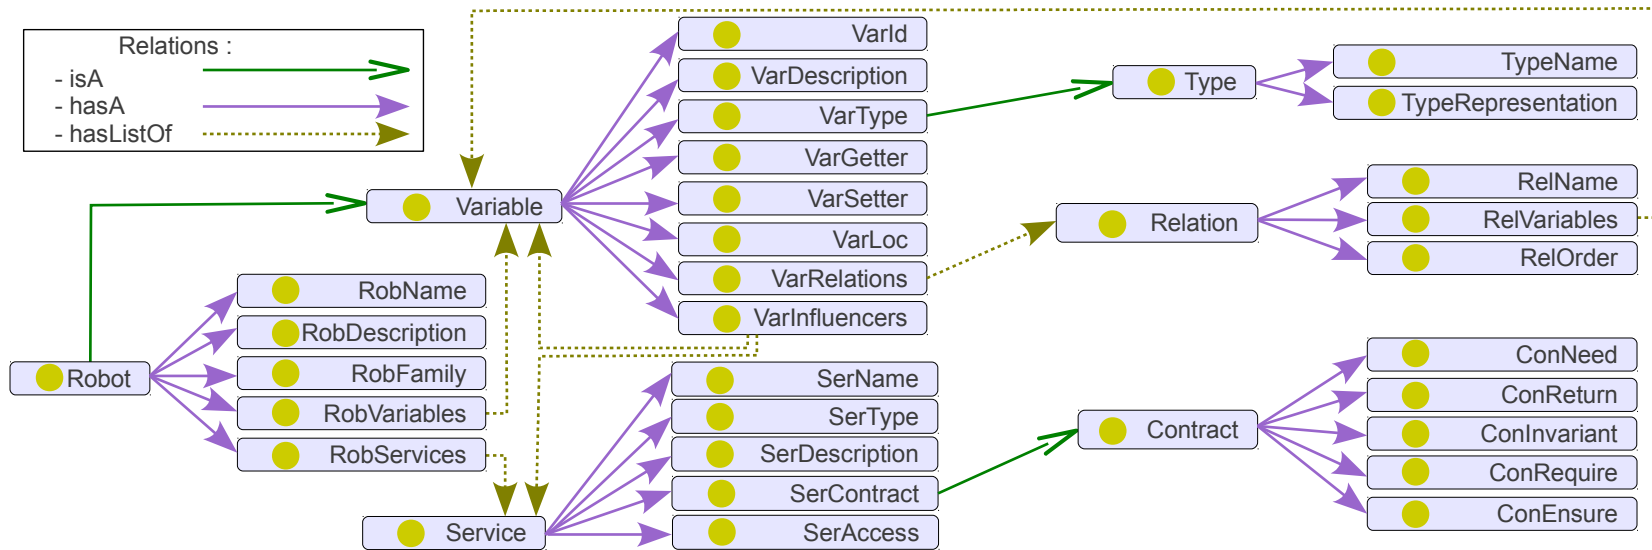 Relations :
- isA
- hasA
- hasListOf
VarId
VarDescription
VarType
VarGetter
VarSetter
VarLoc
VarRelations
VarInfluencers
Variable
Type
TypeName
TypeRepresentation
Relation
RelName
RelVariables
RelOrder
Robot
RobName
RobDescription
RobFamily
RobVariables
RobServices
Service
SerName
SerType
SerDescription
SerContract
SerAccess
Contract
ConNeed
ConReturn
ConInvariant
ConRequire
ConEnsure